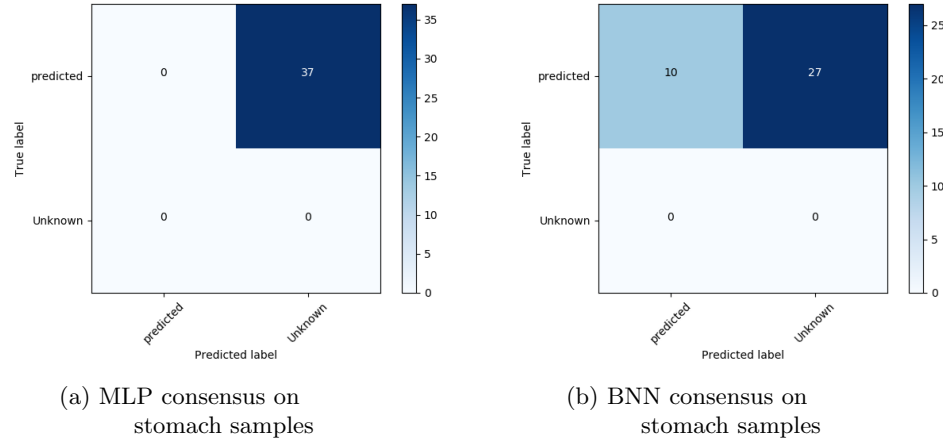 predicted
Unknown
True label
0
37
0
0
predicted
Unknown
Predicted label
35
30
25
20
15
10
5
0
(a) MLP consensus on
stomach samples
predicted
Unknown
True label
10
27
0
0
predicted
Unknown
Predicted label
25
20
15
10
5
0
(b) BNN consensus on
stomach samples